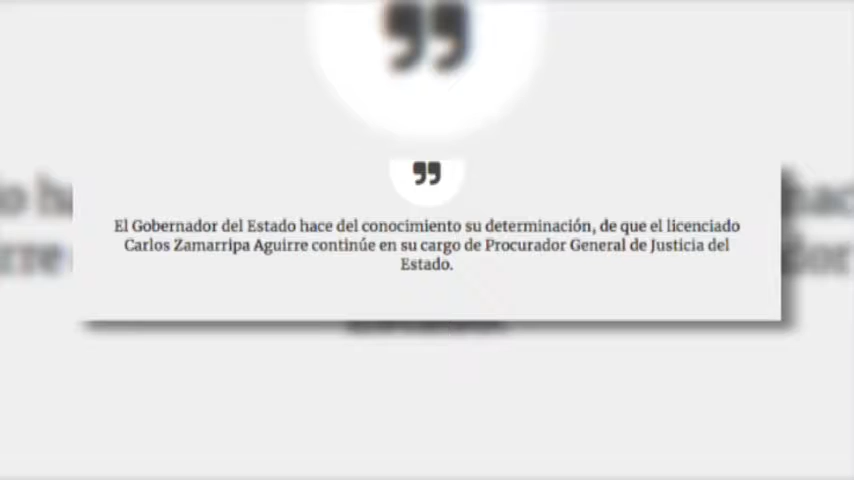 El Gobernador del Estado hace del conocimiento su determinación, de que el licenciado
Carlos Zamarripa Aguirre continúe en su cargo de Procurador General de Justicia del
Estado.